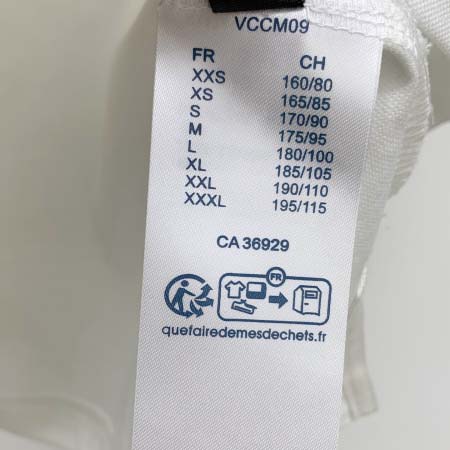 VCCM09
FR CH
XXS 160/80
XS 165/85
S 170/90
M 175/95
L 180/100
XL 185/105
XXL 190/110
XXXL 195/115
CA 36929
FR
quefairedemesdechets.fr